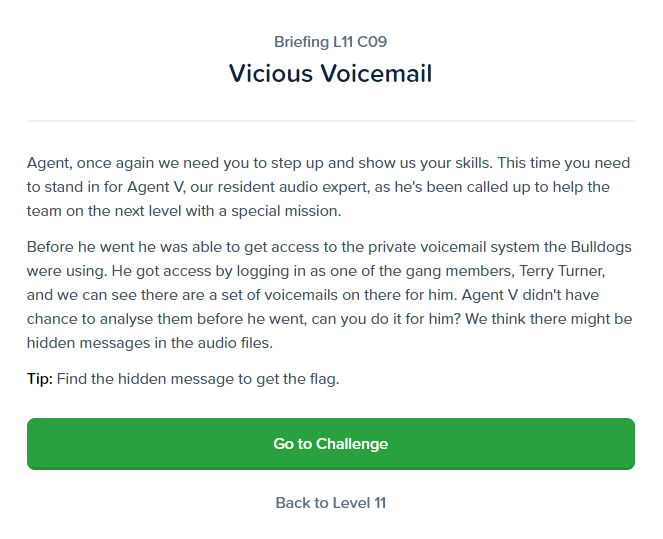 Briefing L11 C09
Vicious Voicemail
Agent, once again we need you to step up and show us your skills. This time you need
to stand in for Agent V, our resident audio expert, as he's been called up to help the
team on the next level with a special mission.
Before he went he was able to get access to the private voicemail system the Bulldogs
were using. He got access by logging in as one of the gang members, Terry Turner,
and we can see there are a set of voicemails on there for him. Agent V didn't have
chance to analyse them before he went, can you do it for him? We think there might be
hidden messages in the audio files.
Tip: Find the hidden message to get the flag.
Go to Challenge
Back to Level 11